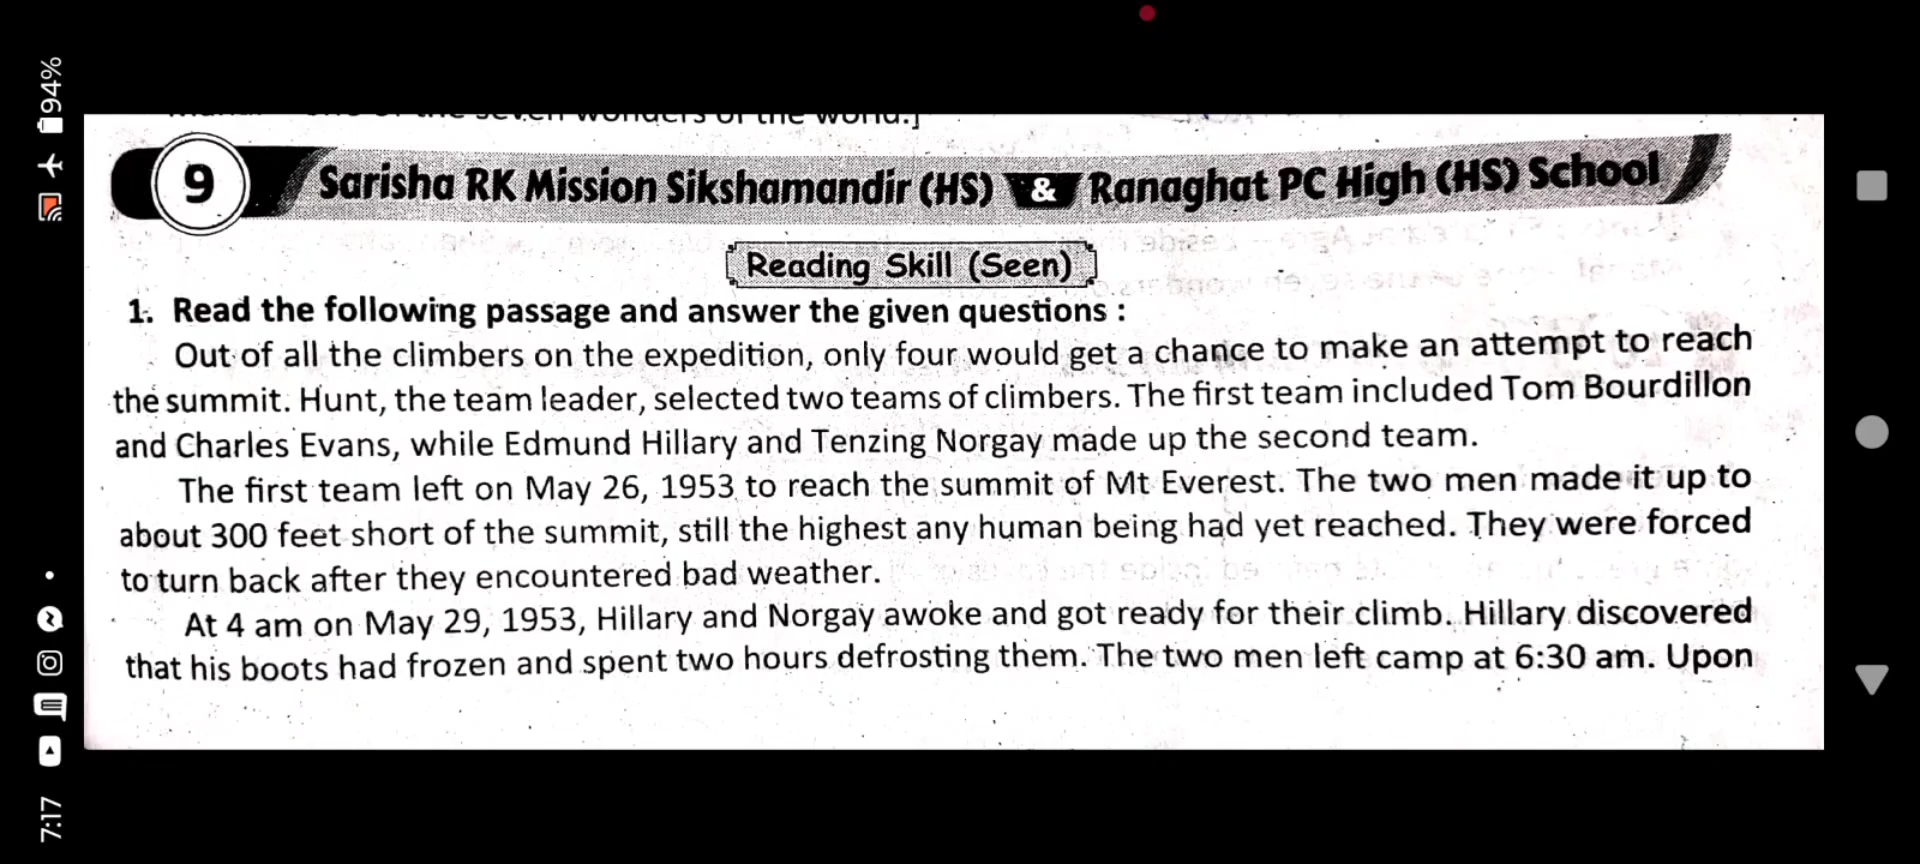 seven wonders of the world.]
9 Sarisha RK Mission Sikshamandir (HS) & Ranaghat PC High (HS) School
Reading Skill (Seen)
1. Read the following passage and answer the given questions :
Out of all the climbers on the expedition, only four would get a chance to make an attempt to reach
the summit. Hunt, the team leader, selected two teams of climbers. The first team included Tom Bourdillon
and Charles Evans, while Edmund Hillary and Tenzing Norgay made up the second team.
The first team left on May 26, 1953 to reach the summit of Mt Everest. The two men made it up to
about 300 feet short of the summit, still the highest any human being had yet reached. They were forced
to turn back after they encountered bad weather.
At 4 am on May 29, 1953, Hillary and Norgay awoke and got ready for their climb. Hillary discovered
that his boots had frozen and spent two hours defrosting them. The two men left camp at 6:30 am. Upon
7:17
94%